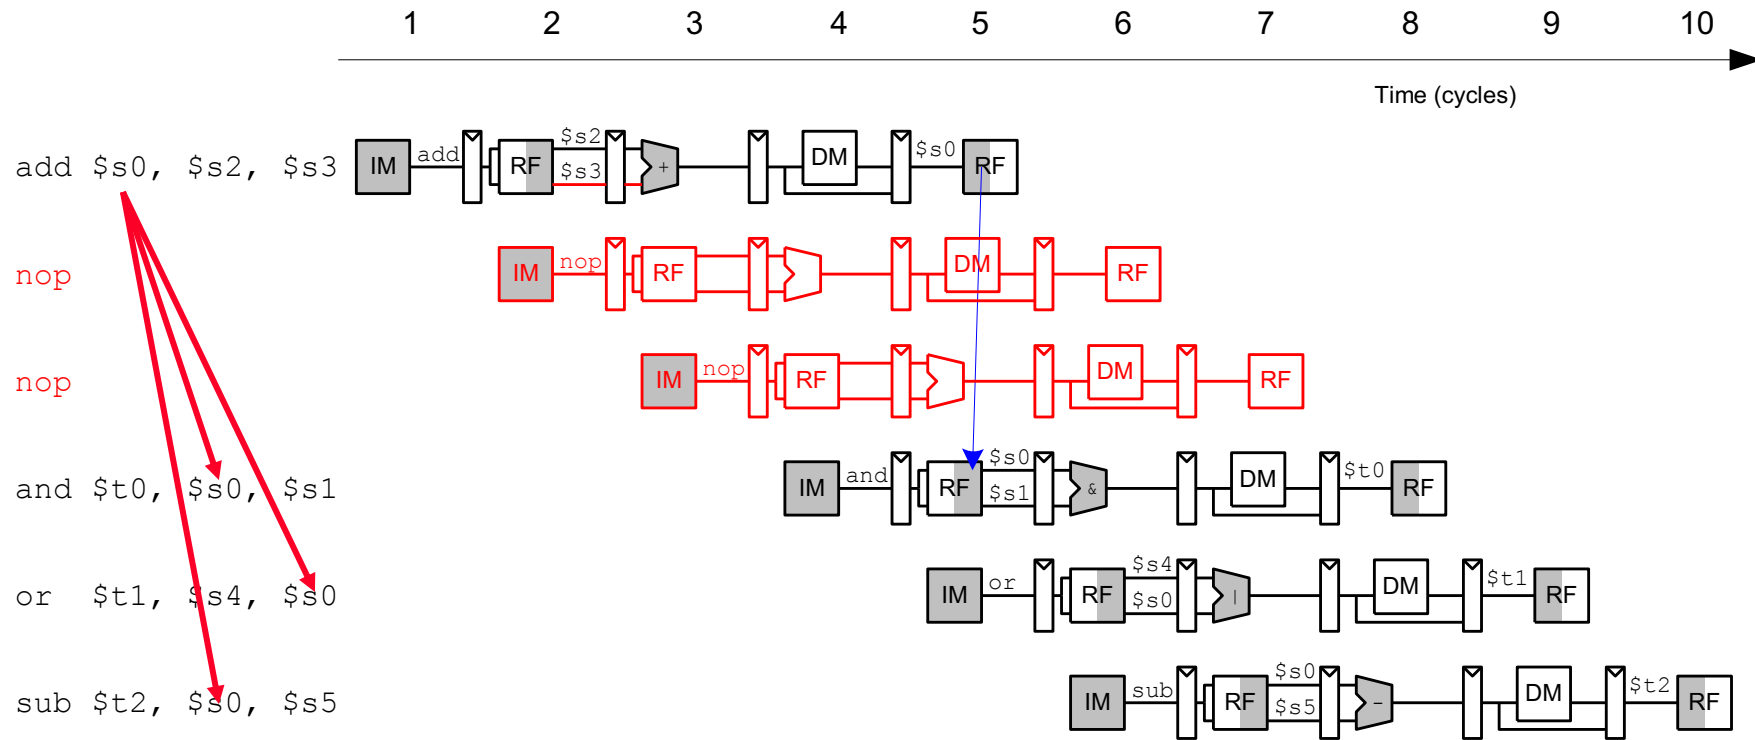 1 2 3 4 5 6 7 8 9 10
Time (cycles)
add $s0, $s2, $s3 IM add RF $s2 $s3 + DM $s0 RF
nop IM nop RF DM RF
nop IM nop RF DM RF
and $t0, $s0, $s1 IM and RF $s0 $s1 & DM $t0 RF
or $t1, $s4, $s0 IM or RF $s4 $s0 | DM $t1 RF
sub $t2, $s0, $s5 IM sub RF $s0 $s5 - DM $t2 RF